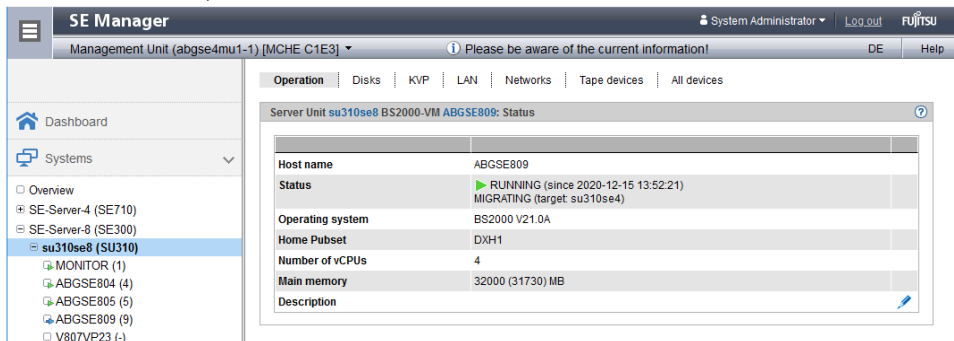 SE Manager
System Administrator
Log out
FUJITSU
Management Unit (abgse4mu1-1) [MCHE C1E3]
Please be aware of the current information!
DE
Help
Operation
Disks
KVP
LAN
Networks
Tape devices
All devices
Dashboard
Systems
Overview
SE-Server-4 (SE710)
SE-Server-8 (SE300)
su310se8 (SU310)
MONITOR (1)
ABGSE804 (4)
ABGSE805 (5)
ABGSE809 (9)
V807VP23 (-)
Server Unit su310se8 BS2000-VM ABGSE809: Status
Host name ABGSE809
Status RUNNING (since 2020-12-15 13:52:21)
MIGRATING (target: su310se4)
Operating system BS2000 V21.0A
Home Pubset DXH1
Number of vCPUs 4
Main memory 32000 (31730) MB
Description